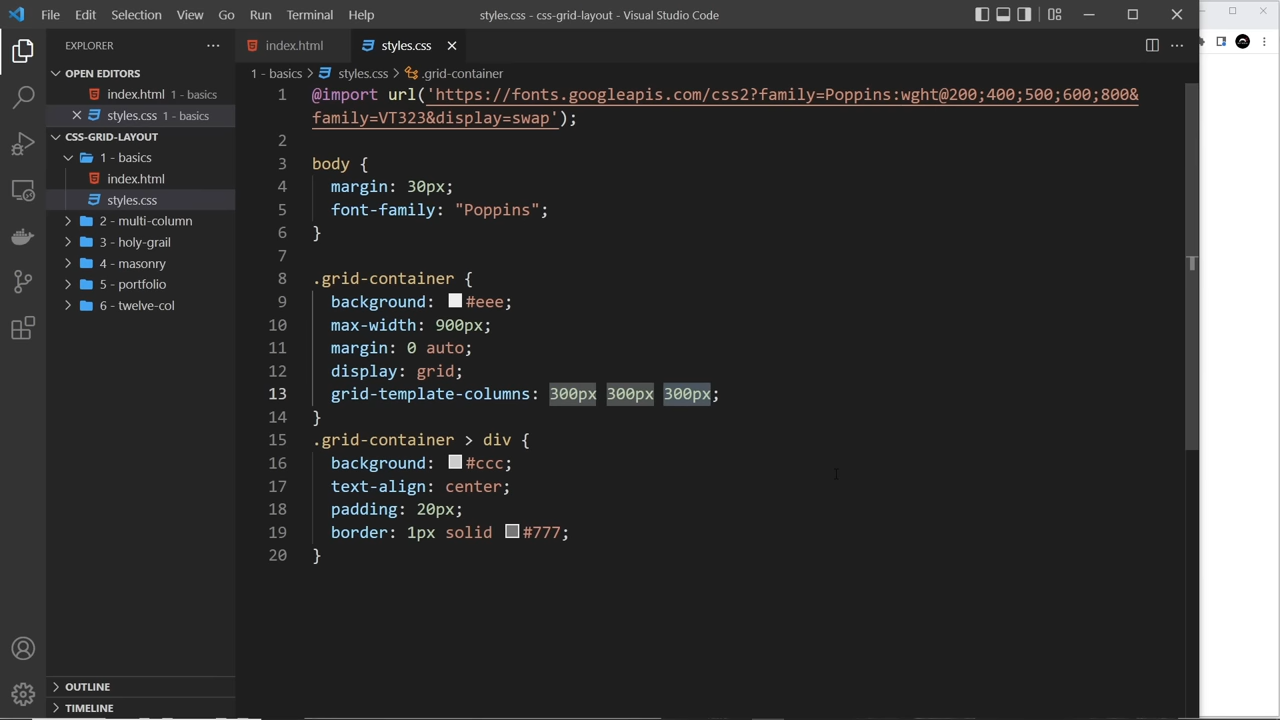 File Edit Selection View Go Run Terminal Help
styles.css - css-grid-layout - Visual Studio Code
EXPLORER
OPEN EDITORS
index.html 1 - basics
styles.css 1 - basics
CSS-GRID-LAYOUT
1 - basics
index.html
styles.css
2 - multi-column
3 - holy-grail
4 - masonry
5 - portfolio
6 - twelve-col
OUTLINE
TIMELINE
index.html styles.css
1 - basics > styles.css > .grid-container
1 @import url('https://fonts.googleapis.com/css2?family=Poppins:wght@200;400;500;600;800&
family=VT323&display=swap');
2
3 body {
4 margin: 30px;
5 font-family: "Poppins";
6 }
7
8 .grid-container {
9 background: #eee;
10 max-width: 900px;
11 margin: 0 auto;
12 display: grid;
13 grid-template-columns: 300px 300px 300px;
14 }
15 .grid-container > div {
16 background: #ccc;
17 text-align: center;
18 padding: 20px;
19 border: 1px solid #777;
20 }